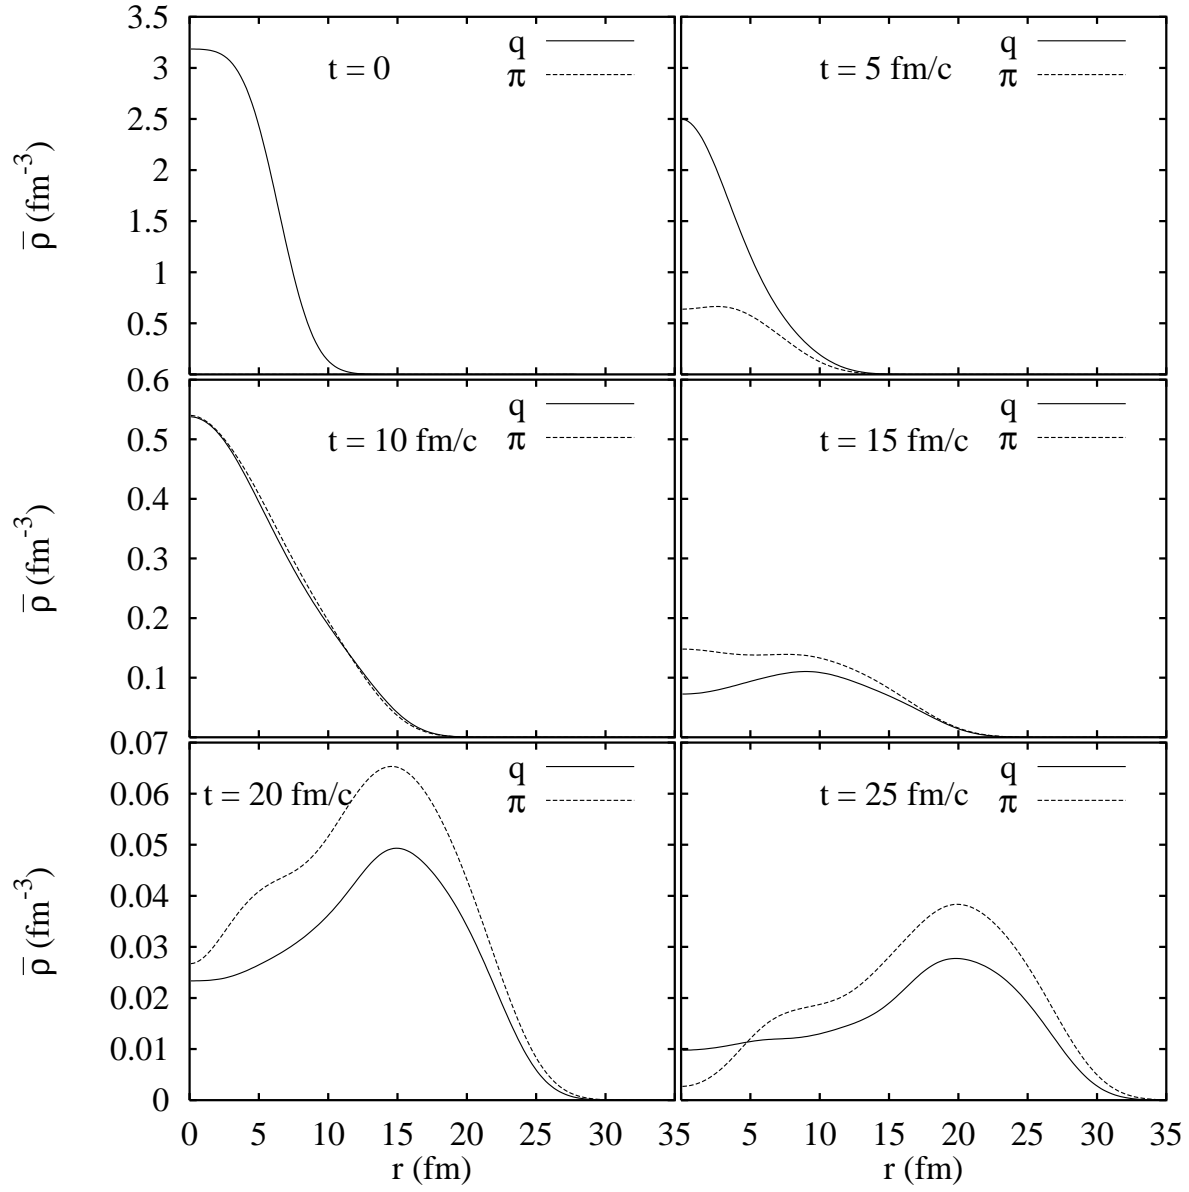 3.5
3
2.5
2
1.5
1
0.5
ρ̅ (fm⁻³)
t = 0
q
π
t = 5 fm/c
q
π
0.6
0.5
0.4
0.3
0.2
0.1
ρ̅ (fm⁻³)
t = 10 fm/c
q
π
t = 15 fm/c
q
π
0.07
0.06
0.05
0.04
0.03
0.02
0.01
0
ρ̅ (fm⁻³)
t = 20 fm/c
q
π
t = 25 fm/c
q
π
0 5 10 15 20 25 30 35 5 10 15 20 25 30 35
r (fm) r (fm)